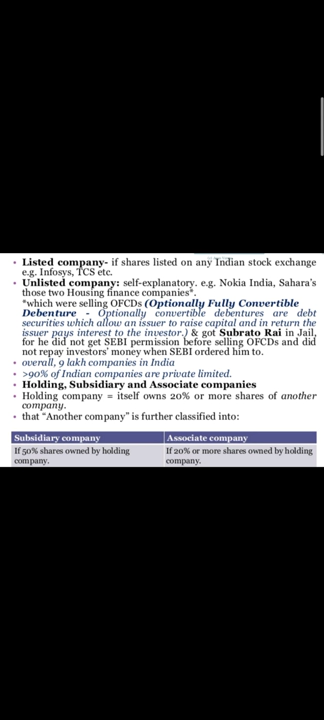 • Listed company- if shares listed on any Indian stock exchange
e.g. Infosys, TCS etc.
• Unlisted company: self-explanatory. e.g. Nokia India, Sahara's
those two Housing finance companies*.
*which were selling OFCDs (Optionally Fully Convertible
Debenture - Optionally convertible debentures are debt
securities which allow an issuer to raise capital and in return the
issuer pays interest to the investor.) & got Subrato Rai in Jail,
for he did not get SEBI permission before selling OFCDs and did
not repay investors' money when SEBI ordered him to.
• overall, 9 lakh companies in India
• >90% of Indian companies are private limited.
• Holding, Subsidiary and Associate companies
• Holding company = itself owns 20% or more shares of another
company.
• that "Another company" is further classified into:
Subsidiary company Associate company
If 50% shares owned by holding If 20% or more shares owned by holding
company. company.